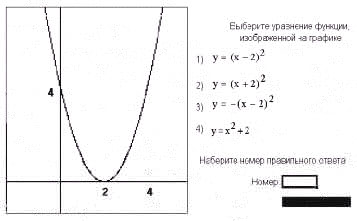 Выберите уравнение функции,
изображенной на графике
1) y = (x − 2)²
2) y = (x + 2)²
3) y = −(x − 2)²
4) y = x² + 2
4
2 4
Наберите номер правильного ответа
Номер: